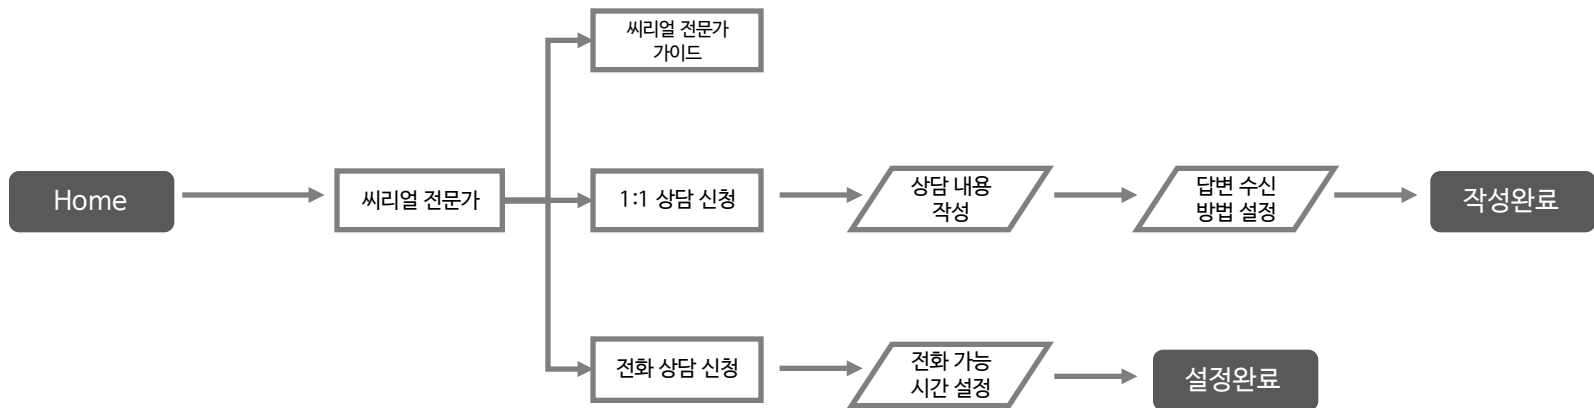 씨리얼 전문가
가이드
Home
씨리얼 전문가
1:1 상담 신청
상담 내용
작성
답변 수신
방법 설정
작성완료
전화 상담 신청
전화 가능
시간 설정
설정완료